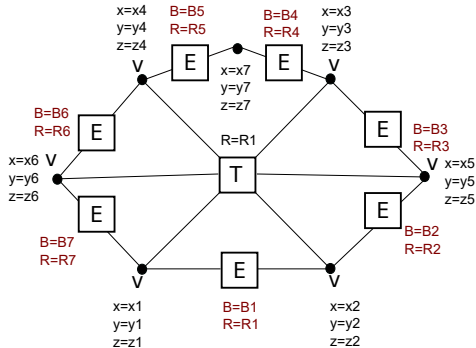 x=x4
y=y4
z=z4
V
B=B5
R=R5
E
B=B4
R=R4
E
x=x3
y=y3
z=z3
V
x=x7
y=y7
z=z7
B=B6
R=R6
E
E
B=B3
R=R3
R=R1
T
x=x6
y=y6
z=z6
V
V
x=x5
y=y5
z=z5
E
B=B7
R=R7
E
B=B2
R=R2
V
E
V
x=x1
y=y1
z=z1
B=B1
R=R1
x=x2
y=y2
z=z2